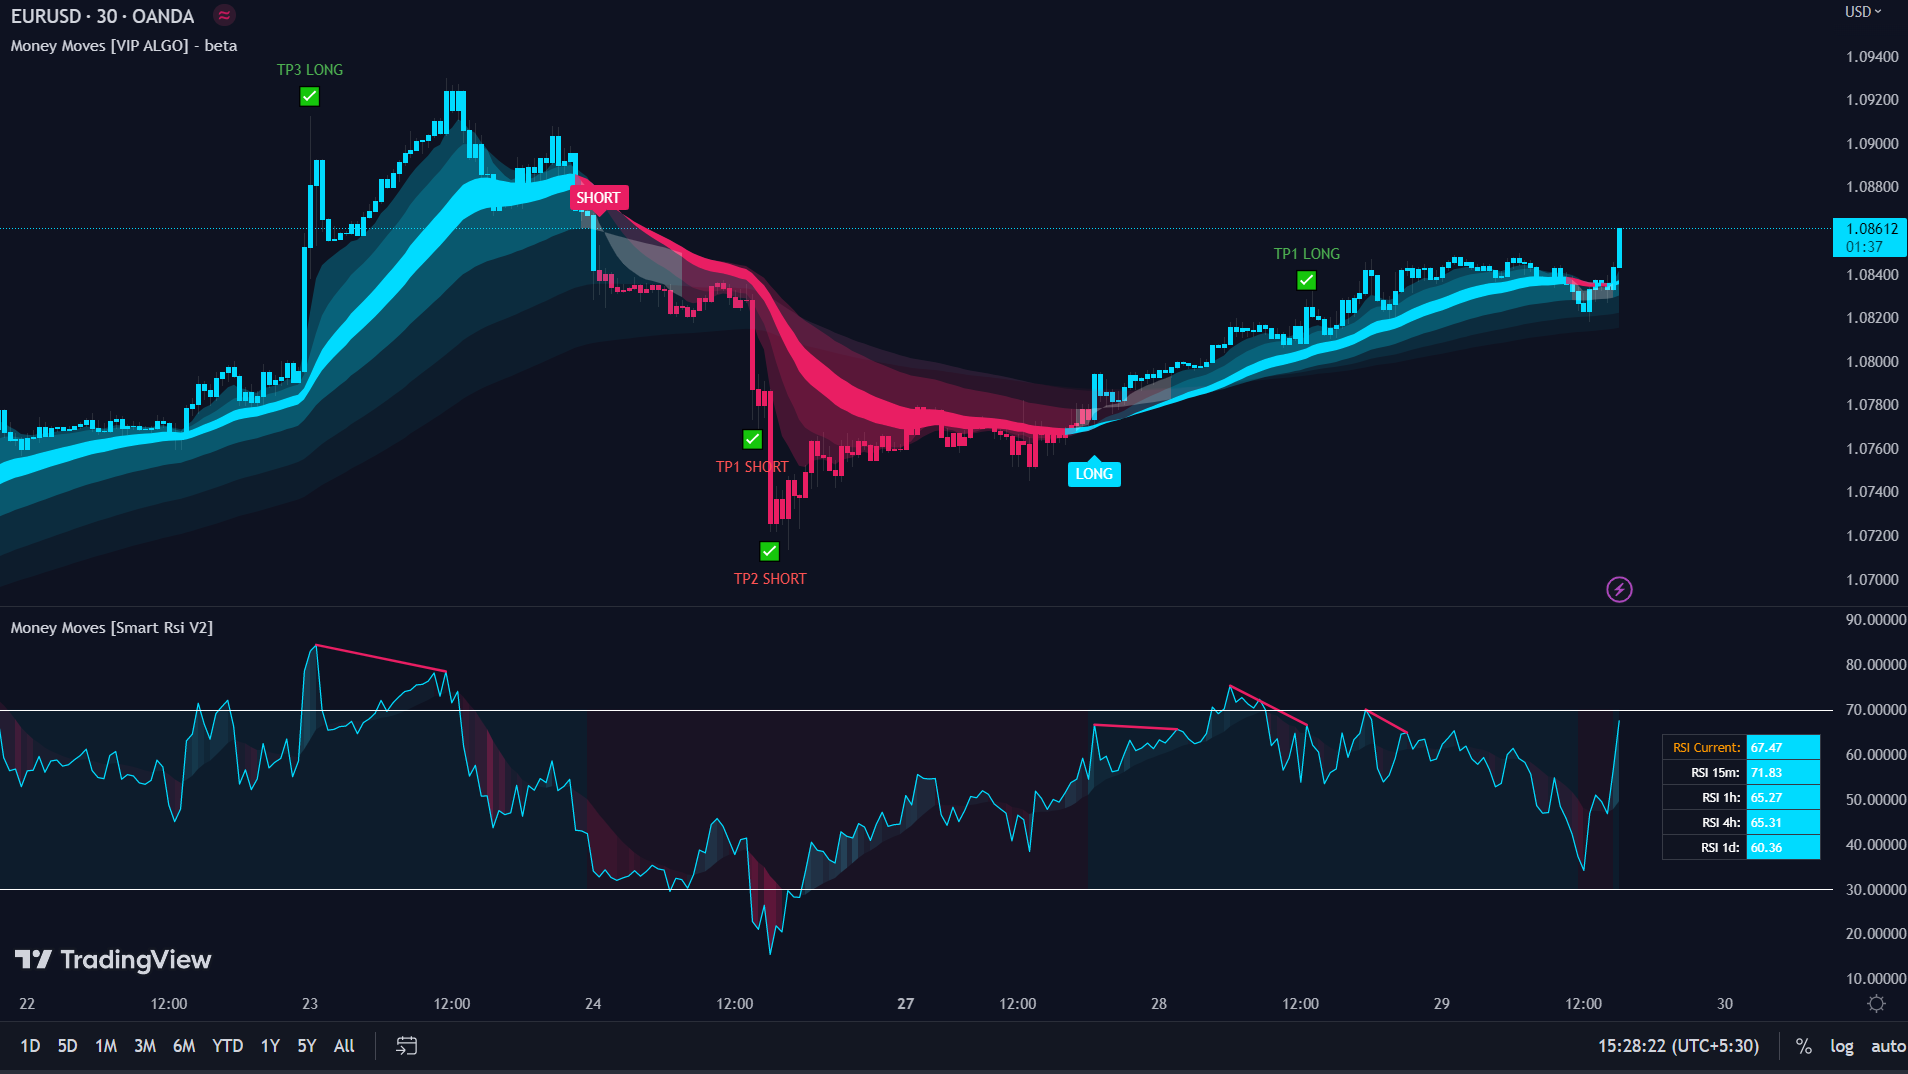 EURUSD · 30 · OANDA
USD
Money Moves [VIP ALGO] - beta
1.09400
TP3 LONG
1.09200
1.09000
1.08800
SHORT
1.08612
01:37
TP1 LONG
1.08400
1.08200
1.08000
1.07800
1.07600
TP1 SHORT
LONG
1.07400
1.07200
TP2 SHORT
1.07000
Money Moves [Smart Rsi V2]
90.00000
80.00000
70.00000
60.00000
50.00000
40.00000
30.00000
20.00000
10.00000
RSI Current: 67.47
RSI 15m: 71.83
RSI 1h: 65.27
RSI 4h: 65.31
RSI 1d: 60.36
TradingView
22 12:00 23 12:00 24 12:00 27 12:00 28 12:00 29 12:00 30
1D 5D 1M 3M 6M YTD 1Y 5Y All 15:28:22 (UTC+5:30) % log auto